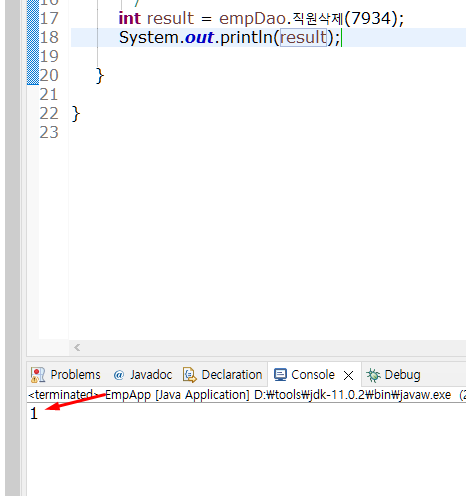 17 int result = empDao.직원삭제(7934);
18 System.out.println(result);
19
20 }
21
22 }
23
Problems @ Javadoc Declaration Console Debug
<terminated> EmpApp [Java Application] D:₩tools₩jdk-11.0.2₩bin₩javaw.exe (2
1